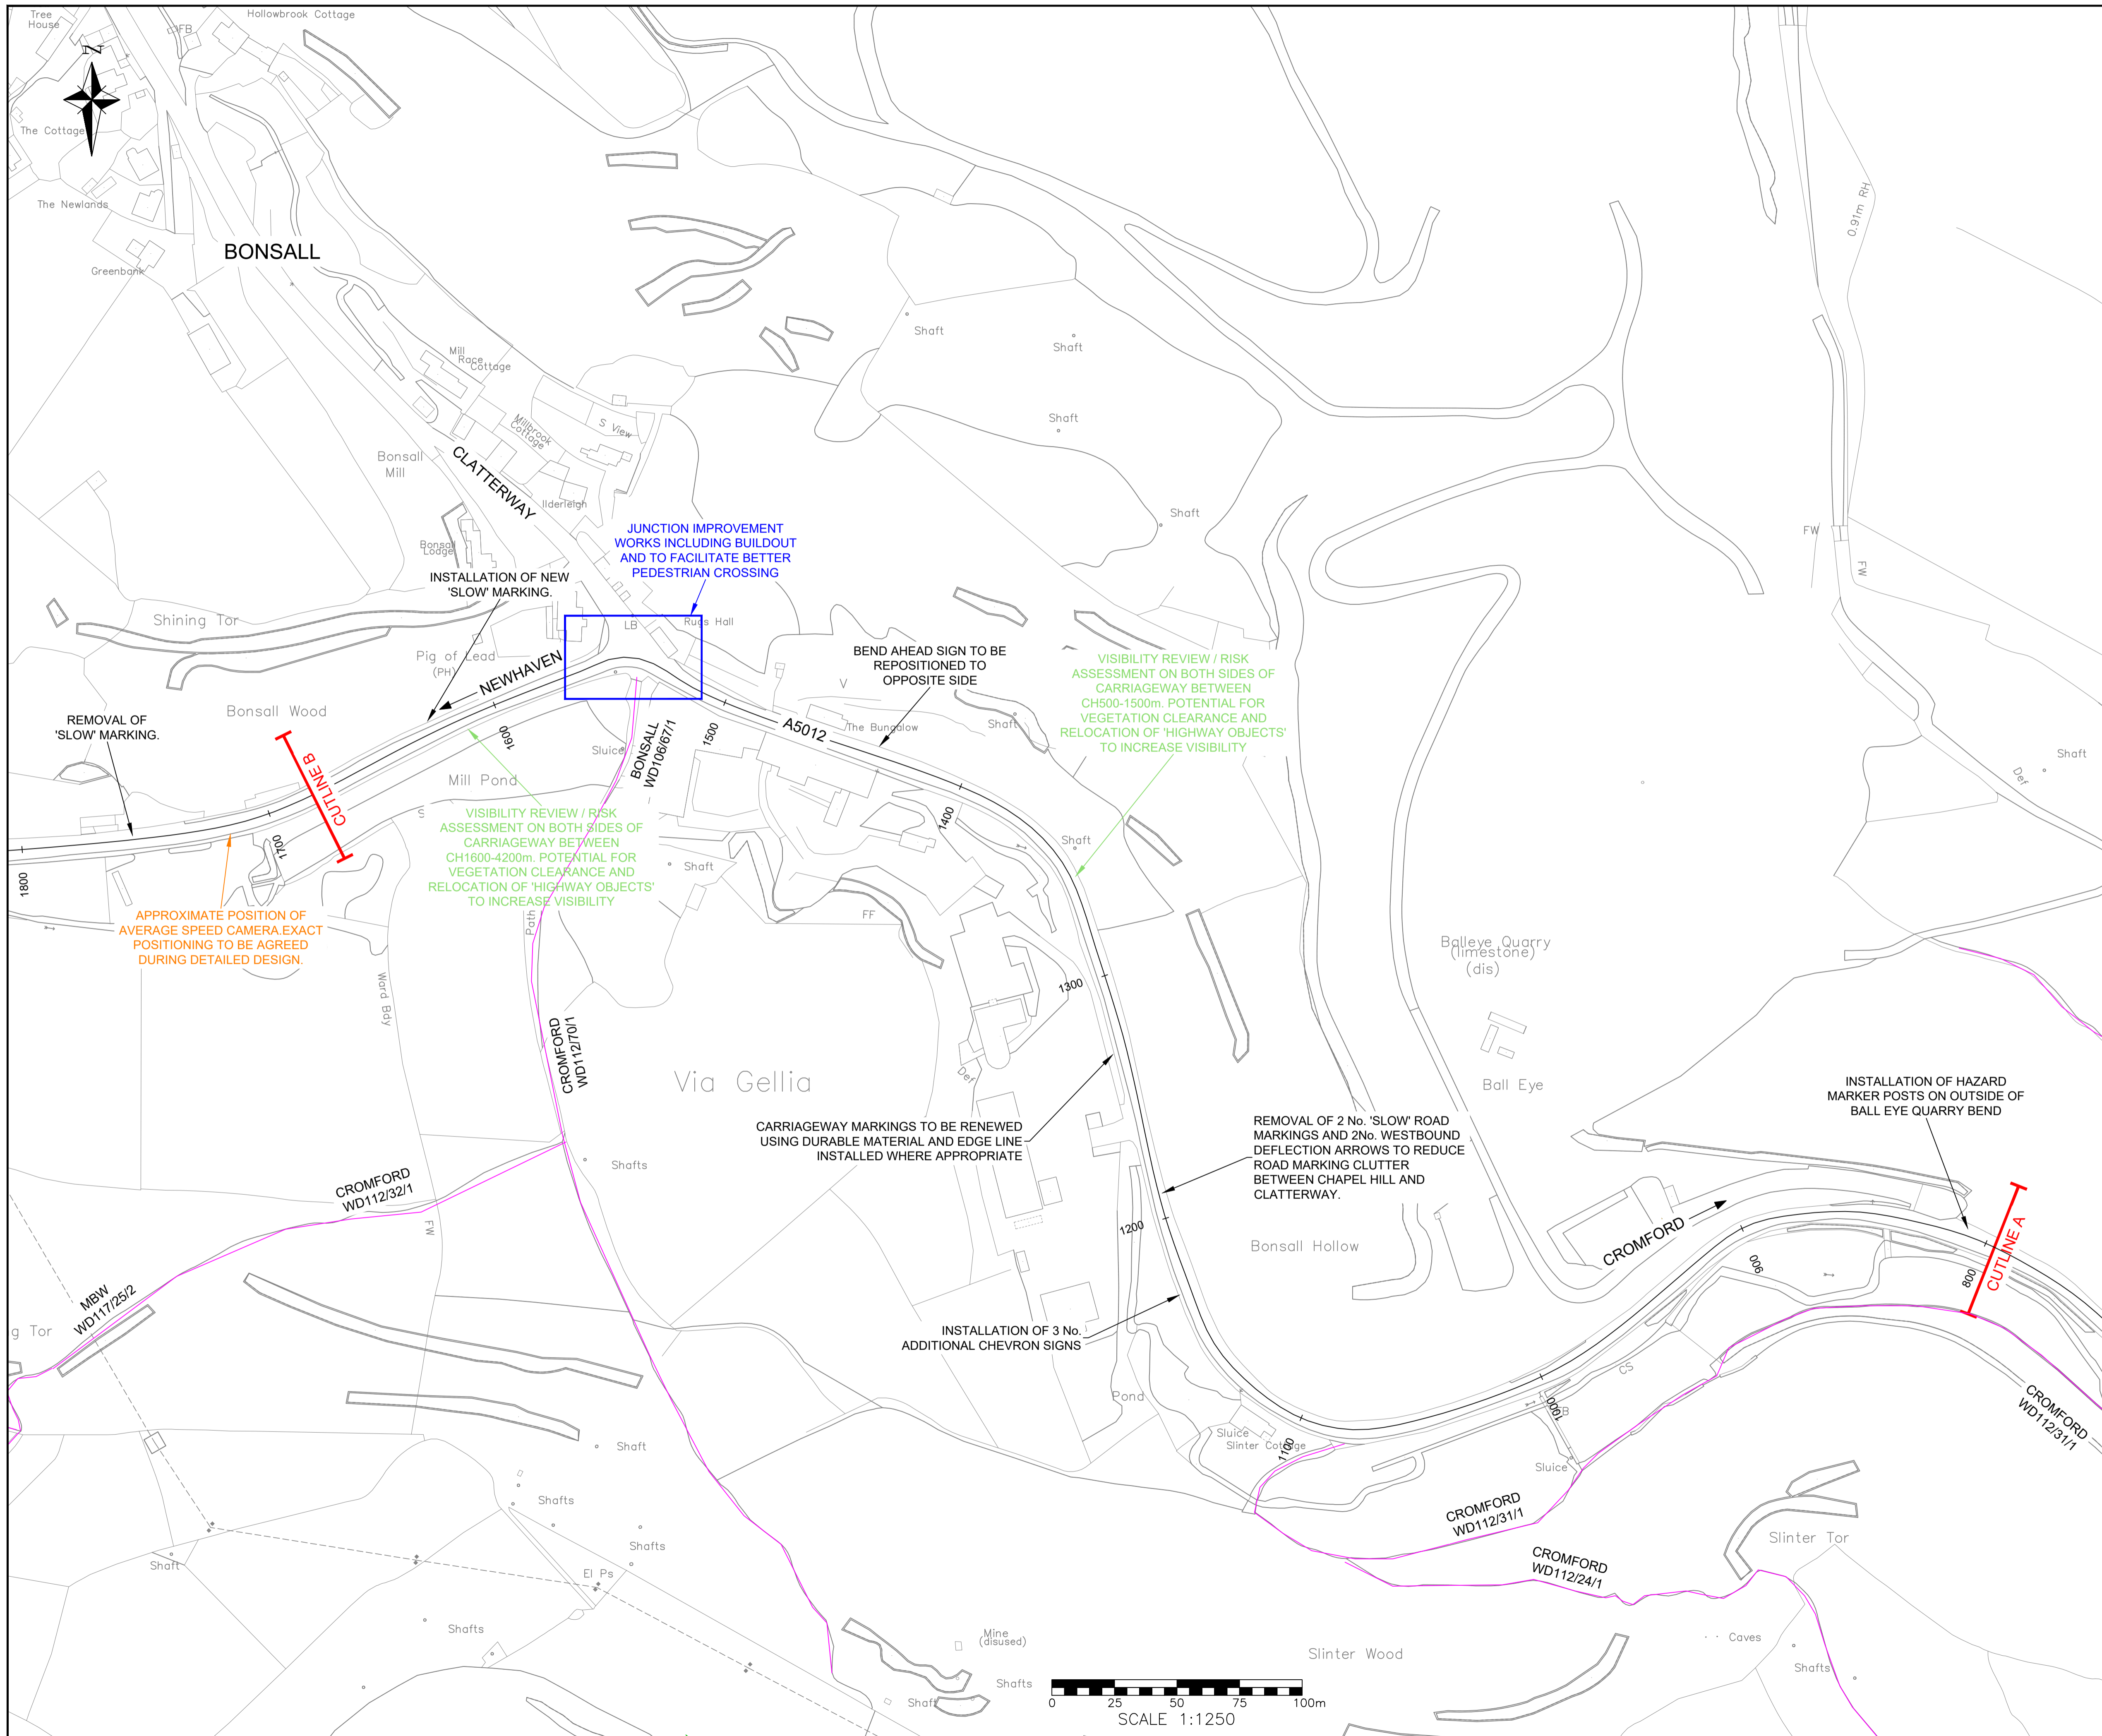 Tree
House
Hollowbrook Cottage
FB
N
The Cottage
The Newlands
BONSALL
Greenbank
0.91m RH
Shaft
Shaft
Mill
Race
Cottage
Millbrook
Cottage
S View
Shaft
Bonsall
Mill
CLATTERWAY
Ilderleigh
Shaft
FW
FW
JUNCTION IMPROVEMENT
WORKS INCLUDING BUILDOUT
AND TO FACILITATE BETTER
PEDESTRIAN CROSSING
Bonsall
Lodge
INSTALLATION OF NEW
'SLOW' MARKING.
Shining Tor
LB
Rugs Hall
Pig of Lead
(PH)
NEWHAVEN
BEND AHEAD SIGN TO BE
REPOSITIONED TO
OPPOSITE SIDE
VISIBILITY REVIEW / RISK
ASSESSMENT ON BOTH SIDES OF
CARRIAGEWAY BETWEEN
CH500-1500m. POTENTIAL FOR
VEGETATION CLEARANCE AND
RELOCATION OF 'HIGHWAY OBJECTS'
TO INCREASE VISIBILITY
V
Bonsall Wood
REMOVAL OF
'SLOW' MARKING.
CUTLINE B
1600
1500
A5012
The Bungalow
Shaft
Sluice
BONSALL
WD106/67/1
Mill Pond
Shaft
Def
S
VISIBILITY REVIEW / RISK
ASSESSMENT ON BOTH SIDES OF
CARRIAGEWAY BETWEEN
CH1600-4200m. POTENTIAL FOR
VEGETATION CLEARANCE AND
RELOCATION OF 'HIGHWAY OBJECTS'
TO INCREASE VISIBILITY
1400
1700
1800
Shaft
Shaft
APPROXIMATE POSITION OF
AVERAGE SPEED CAMERA,EXACT
POSITIONING TO BE AGREED
DURING DETAILED DESIGN.
Path
FF
Balleye Quarry
(limestone)
(dis)
Ward Bdy
1300
CROMFORD
WD112/70/1
Via Gellia
Def
Ball Eye
INSTALLATION OF HAZARD
MARKER POSTS ON OUTSIDE OF
BALL EYE QUARRY BEND
CARRIAGEWAY MARKINGS TO BE RENEWED
USING DURABLE MATERIAL AND EDGE LINE
INSTALLED WHERE APPROPRIATE
REMOVAL OF 2 No. 'SLOW' ROAD
MARKINGS AND 2No. WESTBOUND
DEFLECTION ARROWS TO REDUCE
ROAD MARKING CLUTTER
BETWEEN CHAPEL HILL AND
CLATTERWAY.
Shafts
CROMFORD
WD112/32/1
FW
1200
Bonsall Hollow
CROMFORD
900
800
CUTLINE A
MBW
WD117/25/2
g Tor
INSTALLATION OF 3 No.
ADDITIONAL CHEVRON SIGNS
CS
Pond
1000
B
CROMFORD
WD112/31/1
Sluice
Slinter Cottage
1100
Shaft
Sluice
Shafts
CROMFORD
WD112/31/1
Slinter Tor
Shafts
Shaft
El Ps
CROMFORD
WD112/24/1
Shafts
Mine
(disused)
Caves
Slinter Wood
Shafts
Shafts
Shaft
0 25 50 75 100m
SCALE 1:1250